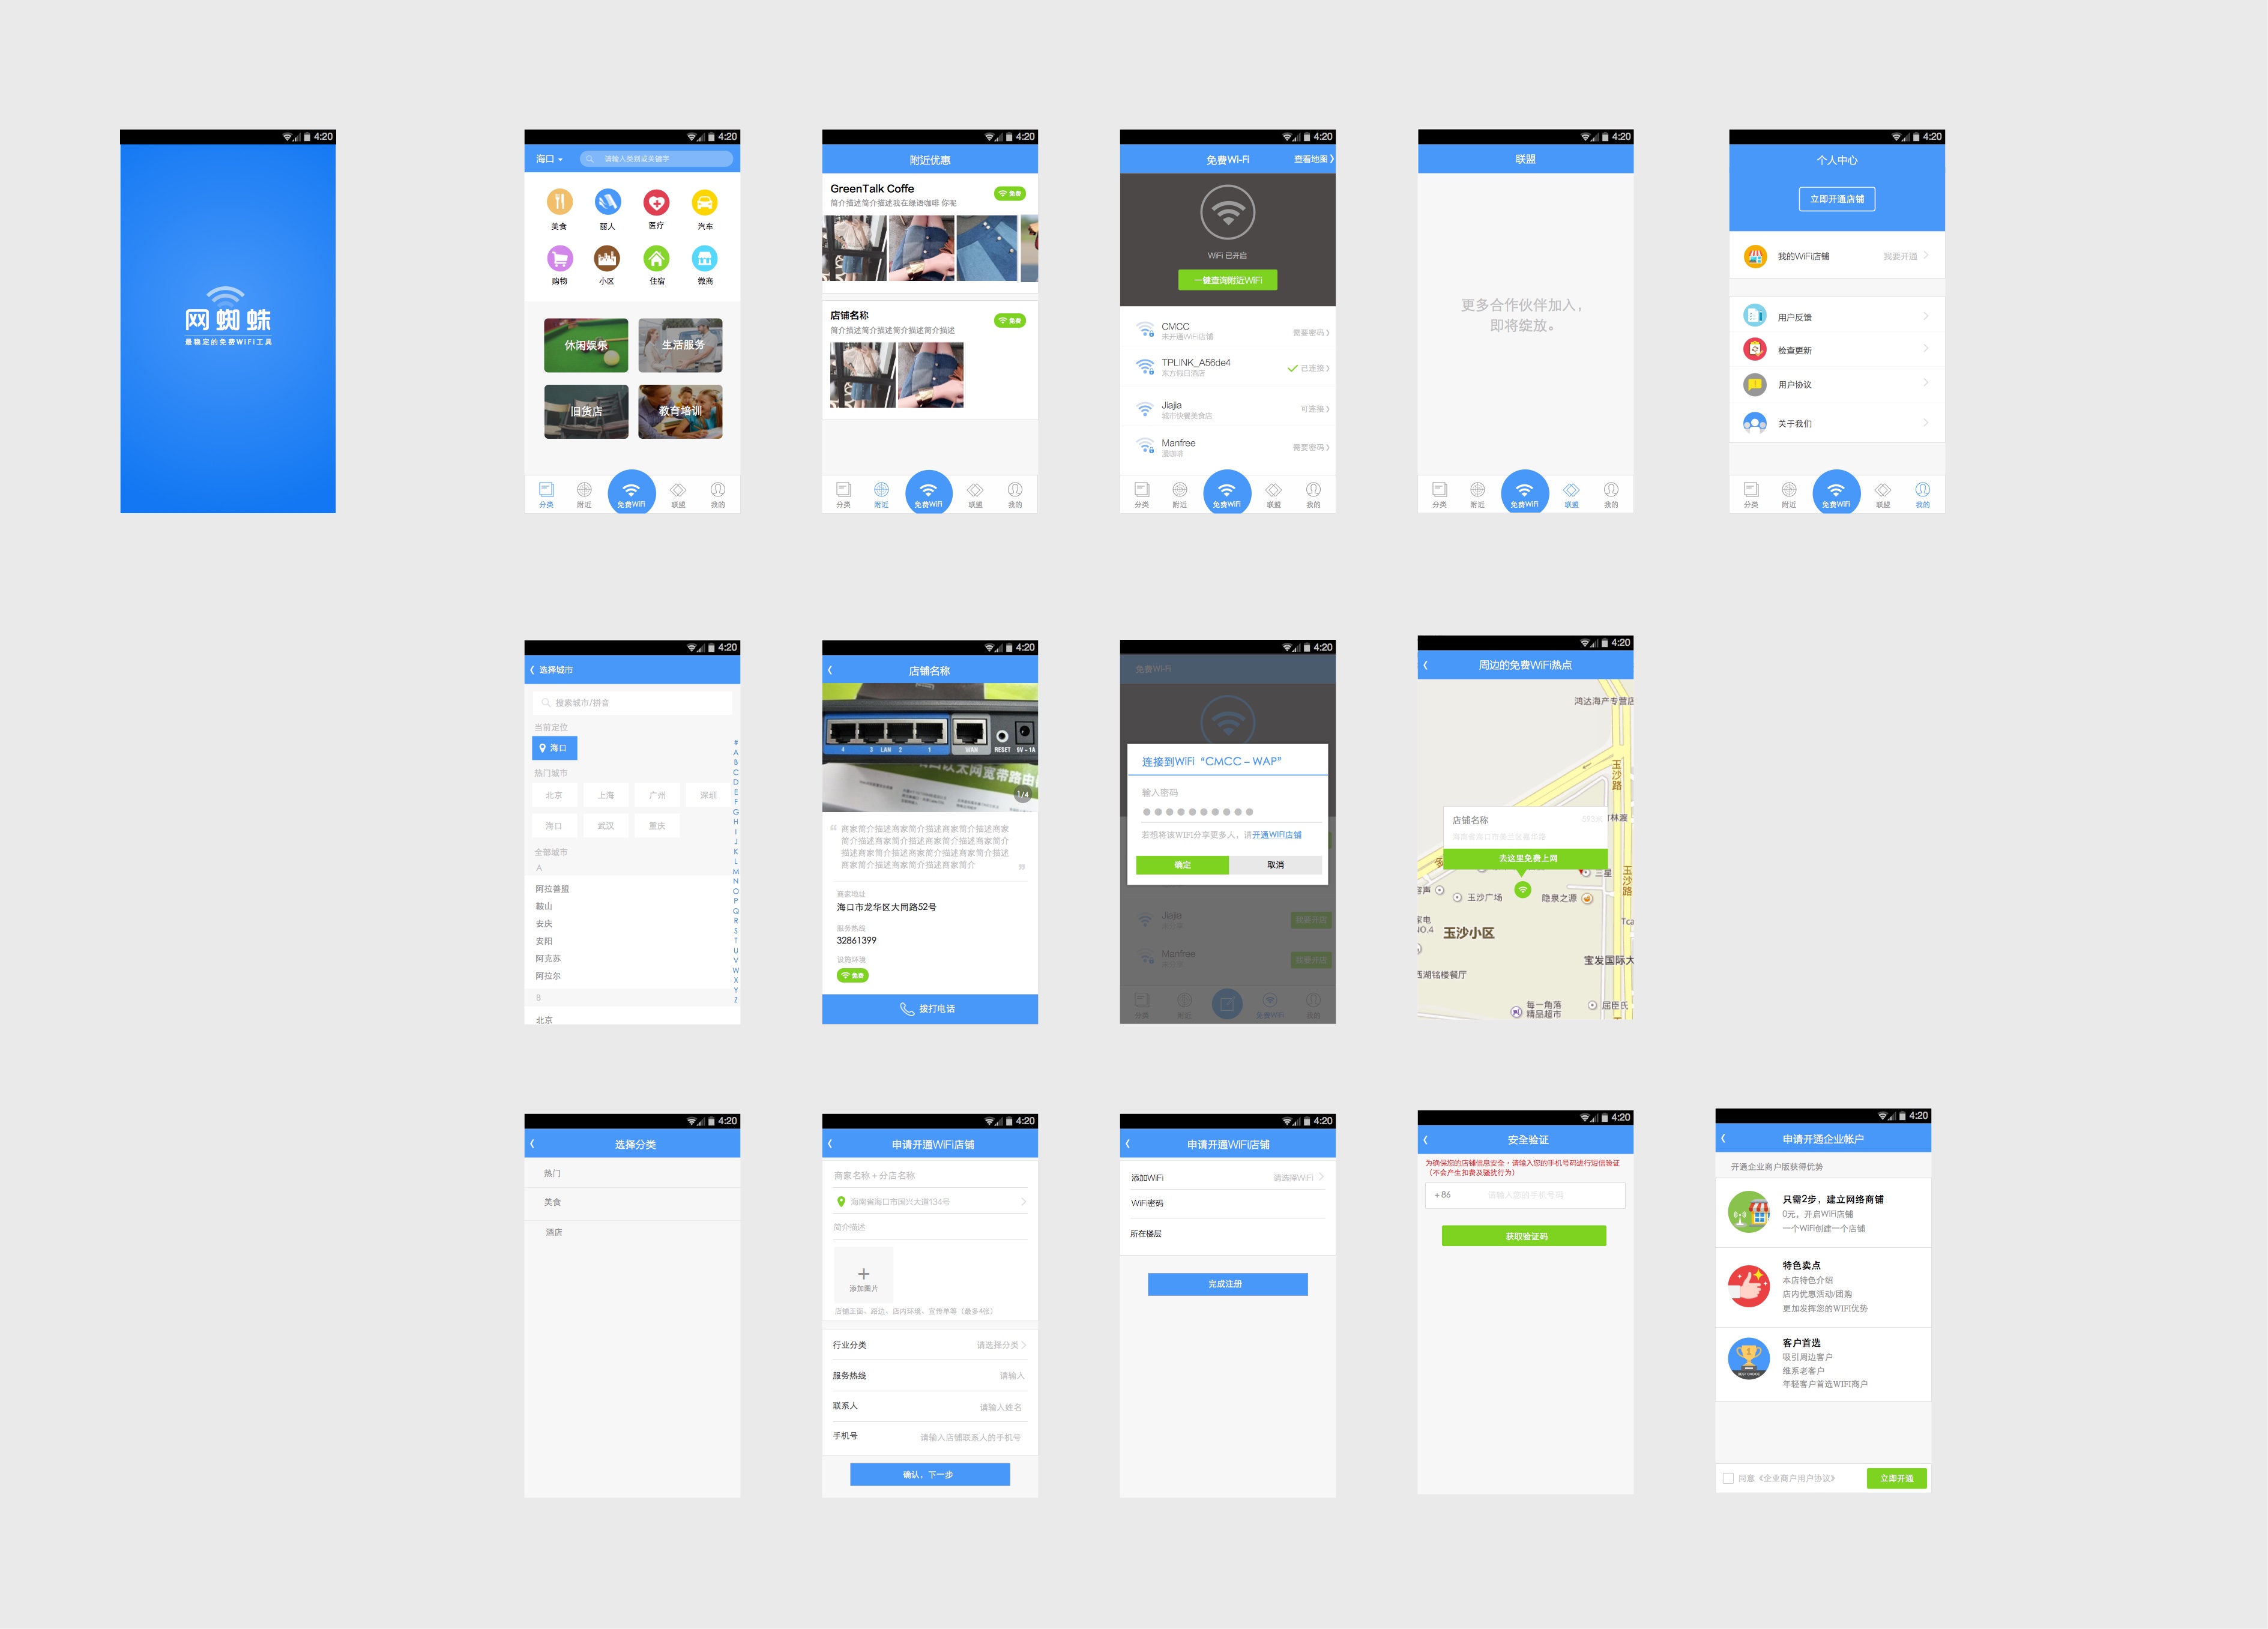 4:20
网蜘蛛
最稳定的免费WiFi工具
4:20
海口
请输入类别或关键字
美食
丽人
医疗
汽车
购物
小区
住宿
微商
休闲娱乐
生活服务
旧货店
教育培训
分类
附近
免费WiFi
联盟
我的
4:20
附近优惠
GreenTalk Coffe
免费
简介描述简介描述我在绿语咖啡 你呢
店铺名称
免费
简介描述简介描述简介描述简介描述
分类
附近
免费WiFi
联盟
我的
4:20
免费Wi-Fi
查看地图
WiFi 已开启
一键查询附近WiFi
CMCC
未开通WiFi店铺
需要密码
TPLINK_A56de4
东方假日酒店
已连接
Jiajia
城市快餐美食店
可连接
Manfree
漫咖啡
需要密码
分类
附近
免费WiFi
联盟
我的
4:20
联盟
更多合作伙伴加入，
即将绽放。
分类
附近
免费WiFi
联盟
我的
4:20
个人中心
立即开通店铺
我的WiFi店铺
我要开通
用户反馈
检查更新
用户协议
关于我们
分类
附近
免费WiFi
联盟
我的
4:20
选择城市
搜索城市/拼音
当前定位
海口
热门城市
北京
上海
广州
深圳
海口
武汉
重庆
全部城市
A
阿拉善盟
鞍山
安庆
安阳
阿克苏
阿拉尔
B
北京
#
A
B
C
D
E
F
G
H
I
J
K
L
M
N
O
P
Q
R
S
T
U
V
W
X
Y
Z
4:20
店铺名称
4
3
LAN
2
1
WAN
RESET
9V⎓1A
1/4
“ 商家简介描述商家简介描述商家简介描述商家
简介描述商家简介描述商家简介描述商家简介
描述商家简介描述商家简介描述商家简介描述
商家简介描述商家简介描述商家简介 ”
商家地址
海口市龙华区大同路52号
服务热线
32861399
设施环境
免费
拨打电话
4:20
免费Wi-Fi
连接到WiFi “CMCC – WAP”
输入密码
若想将该WIFI分享更多人，请开通WIFI店铺
确定
取消
Jiajia
Manfree
分类
附近
免费WiFi
我的
4:20
周边的免费WiFi热点
鸿达海产专营店
玉沙路
店铺名称
去这里免费上网
林渡
三星
玉沙路
玉沙广场
隐泉之源
家电
NO.4
玉沙小区
Tca
宝发国际大
西湖铭楼餐厅
每一角落
精品超市
屈臣氏
4:20
选择分类
热门
美食
酒店
4:20
申请开通WiFi店铺
商家名称＋分店名称
海南省海口市国兴大道134号
简介描述
添加图片
店铺正面、路边、店内环境、宣传单等（最多4张）
行业分类
请选择分类
服务热线
请输入
联系人
请输入姓名
手机号
请输入店铺联系人的手机号
确认，下一步
4:20
申请开通WiFi店铺
添加WiFi
请选择WiFi
WiFi密码
所在楼层
完成注册
4:20
安全验证
为确保您的店铺信息安全，请输入您的手机号码进行短信验证
（不会产生扣费及骚扰行为）
+86
请输入您的手机号码
获取验证码
4:20
申请开通企业帐户
开通企业商户版获得优势
只需2步，建立网络商铺
0元，开启WiFi店铺
一个WiFi创建一个店铺
特色卖点
本店特色介绍
店内优惠活动/团购
更加发挥您的WIFI优势
客户首选
吸引周边客户
维系老客户
年轻客户首选WIFI商户
同意《企业商户用户协议》
立即开通